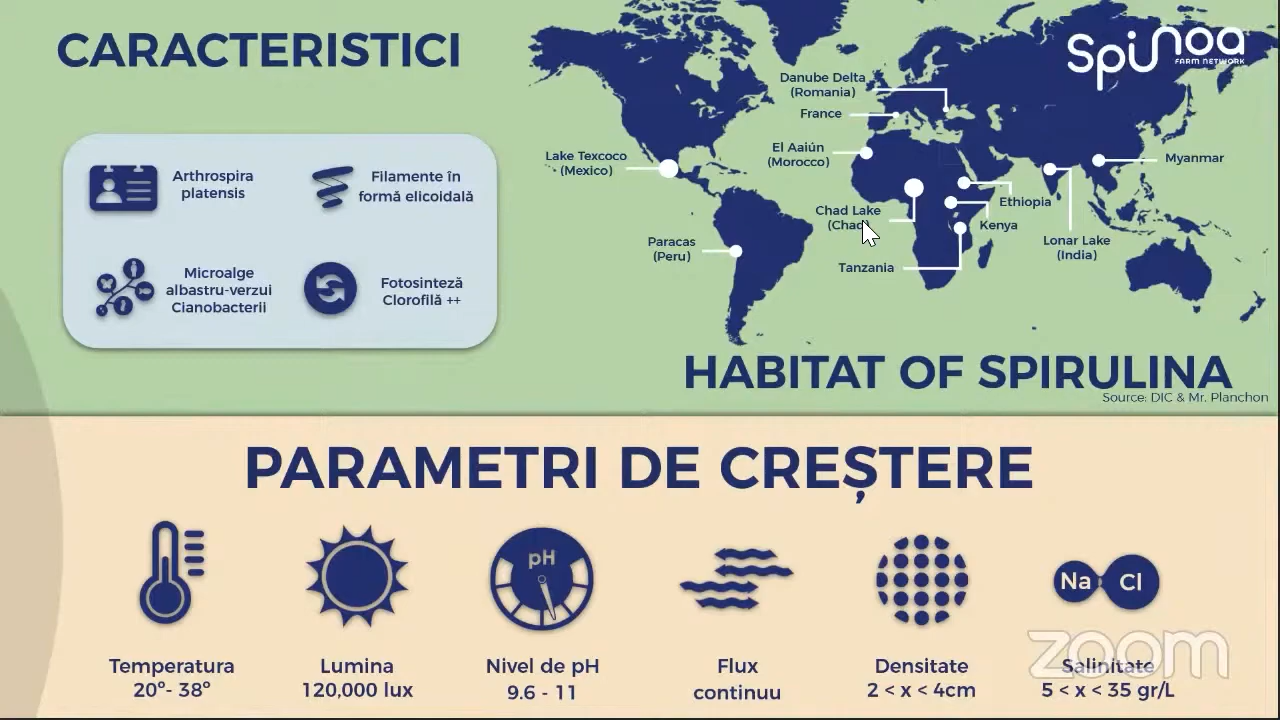 CARACTERISTICI
Arthrospira
platensis
Filamente în
formă elicoidală
Microalge
albastru-verzui
Cianobacterii
Fotosinteză
Clorofilă ++
Spinoa
FARM NETWORK
Danube Delta
(Romania)
France
El Aaiún
(Morocco)
Lake Texcoco
(Mexico)
Myanmar
Ethiopia
Chad Lake
(Chad)
Kenya
Paracas
(Peru)
Lonar Lake
(India)
Tanzania
HABITAT OF SPIRULINA
Source: DIC & Mr. Planchon
PARAMETRI DE CREȘTERE
pH
Na Cl
Temperatura
20°- 38°
Lumina
120,000 lux
Nivel de pH
9.6 - 11
Flux
continuu
Densitate
2 < x < 4cm
Salinitate
5 < x < 35 gr/L
zoom